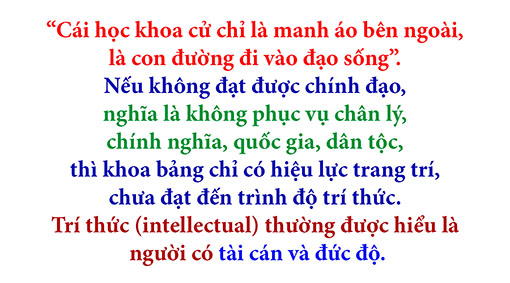 “Cái học khoa cử chỉ là manh áo bên ngoài,
là con đường đi vào đạo sống”.
Nếu không đạt được chính đạo,
nghĩa là không phục vụ chân lý,
chính nghĩa, quốc gia, dân tộc,
thì khoa bảng chỉ có hiệu lực trang trí,
chưa đạt đến trình độ trí thức.
Trí thức (intellectual) thường được hiểu là
người có tài cán và đức độ.